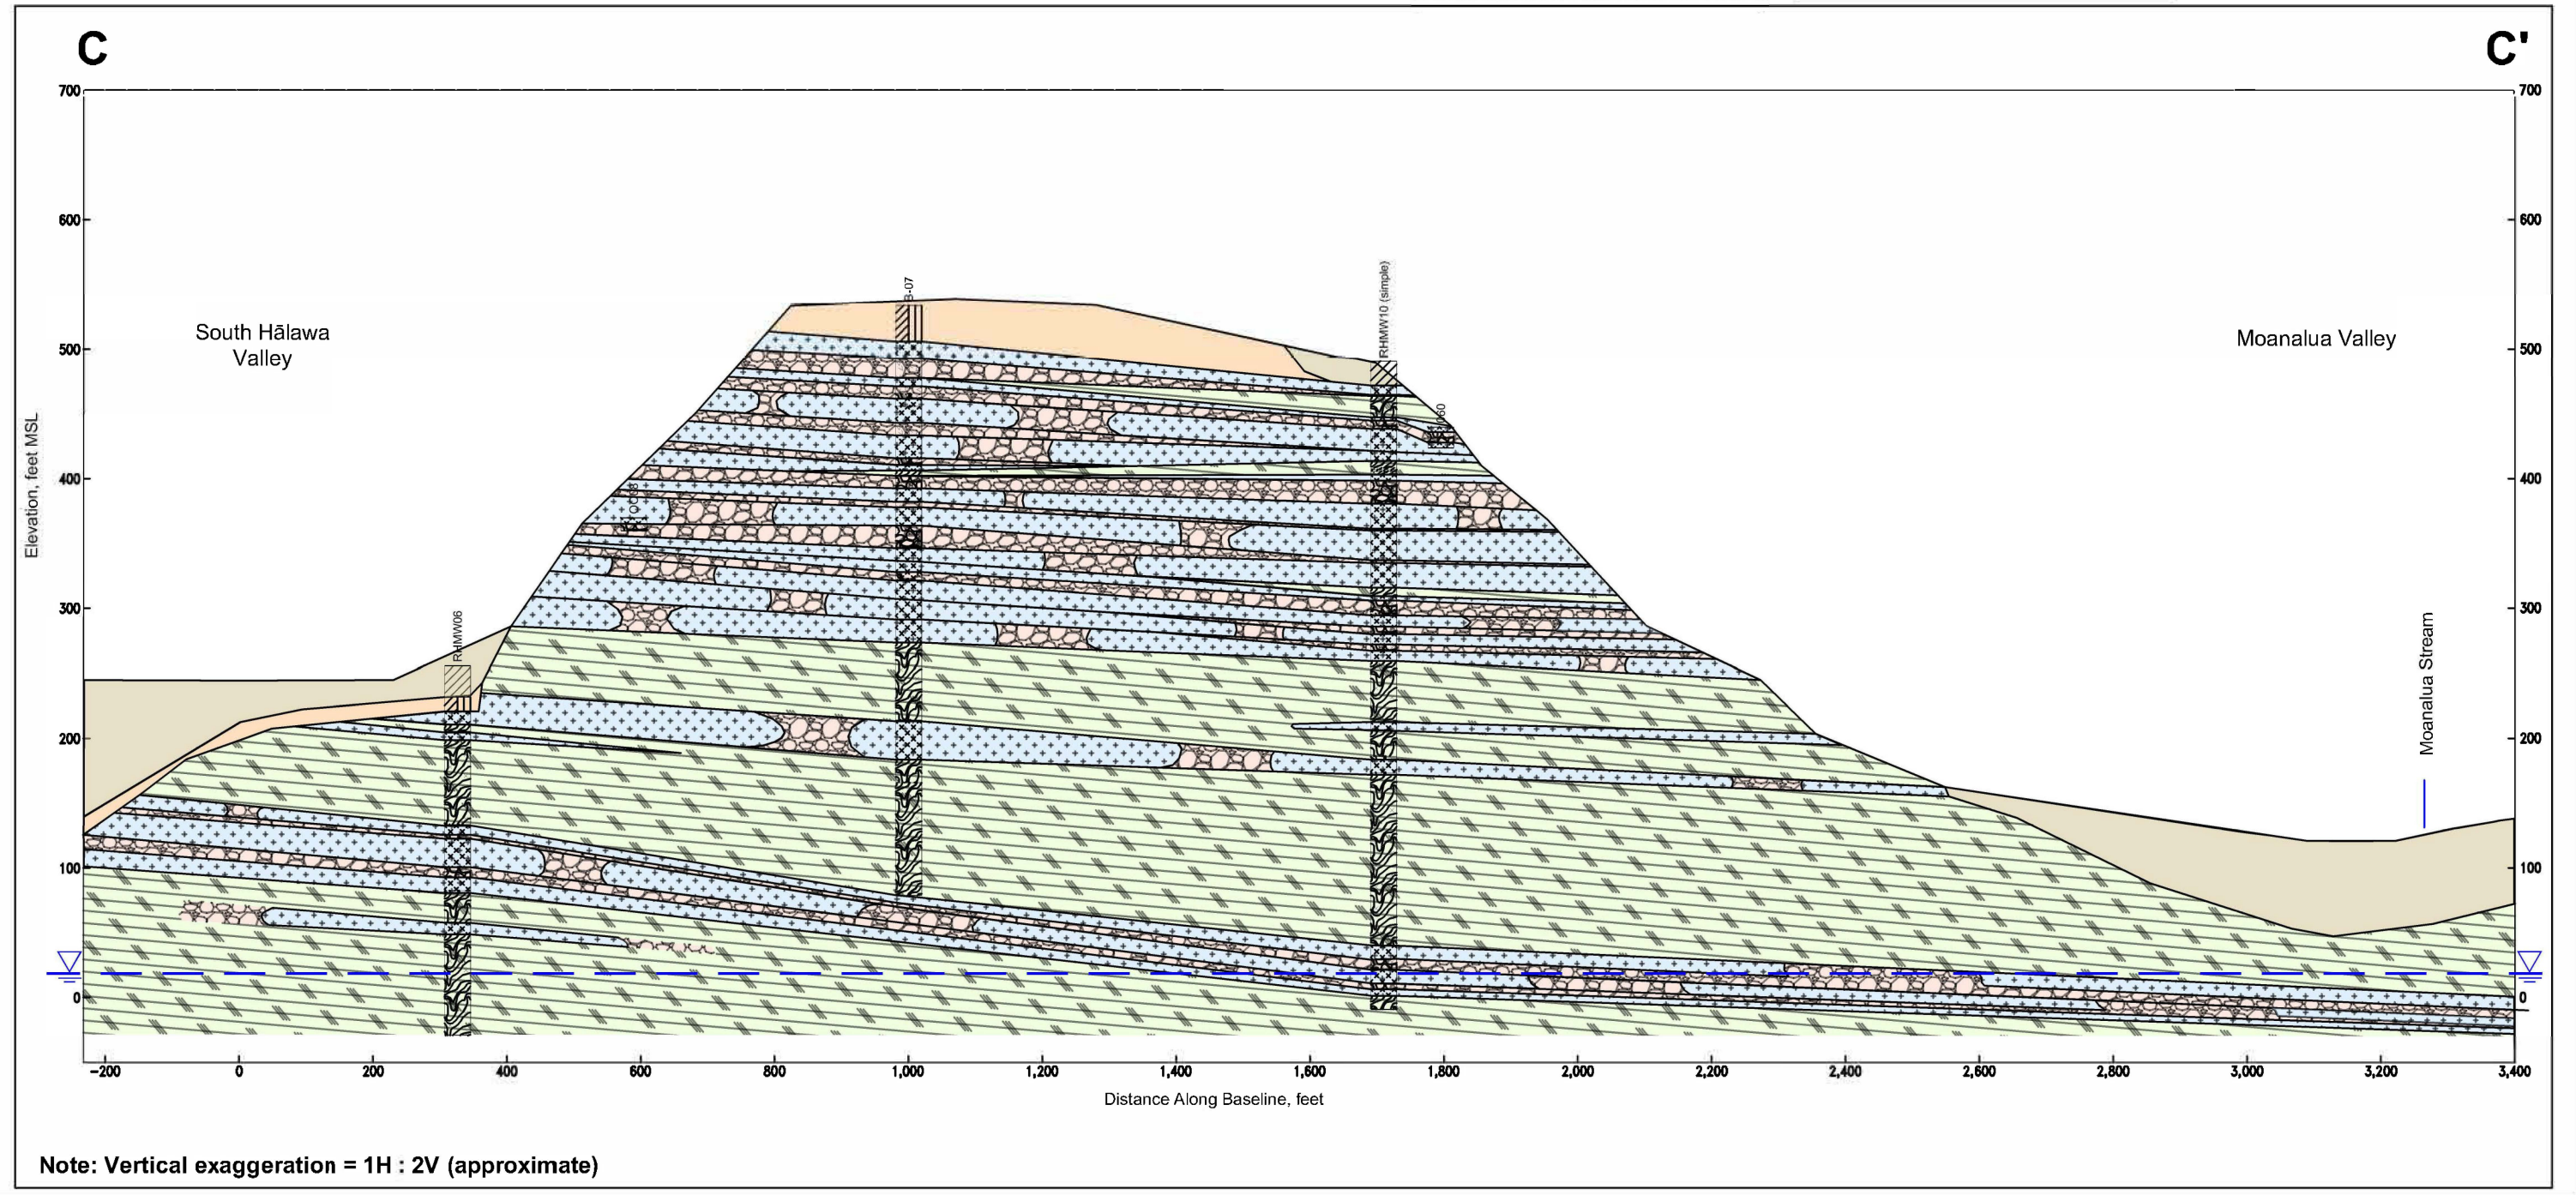 C
C'
700
700
600
600
500
500
400
400
300
300
200
200
100
100
0
0
Elevation, feet MSL
South Hālawa
Valley
Moanalua Valley
B-07
RHMW10 (simple)
RHMW06
Moanalua Stream
−200
0
200
400
600
800
1,000
1,200
1,400
1,600
1,800
2,000
2,200
2,400
2,600
2,800
3,000
3,200
3,400
Distance Along Baseline, feet
Note: Vertical exaggeration = 1H : 2V (approximate)